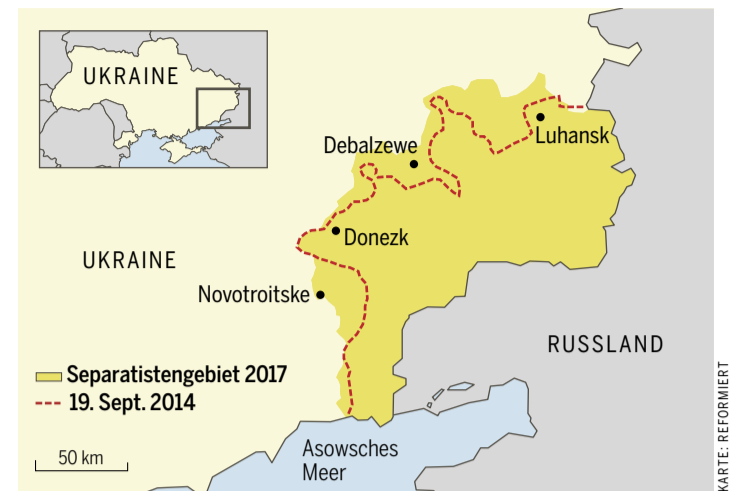 UKRAINE
Luhansk
Debalzewe
Donezk
UKRAINE
Novotroitske
RUSSLAND
Separatistengebiet 2017
19. Sept. 2014
Asowsches
Meer
50 km
KARTE: REFORMIERT